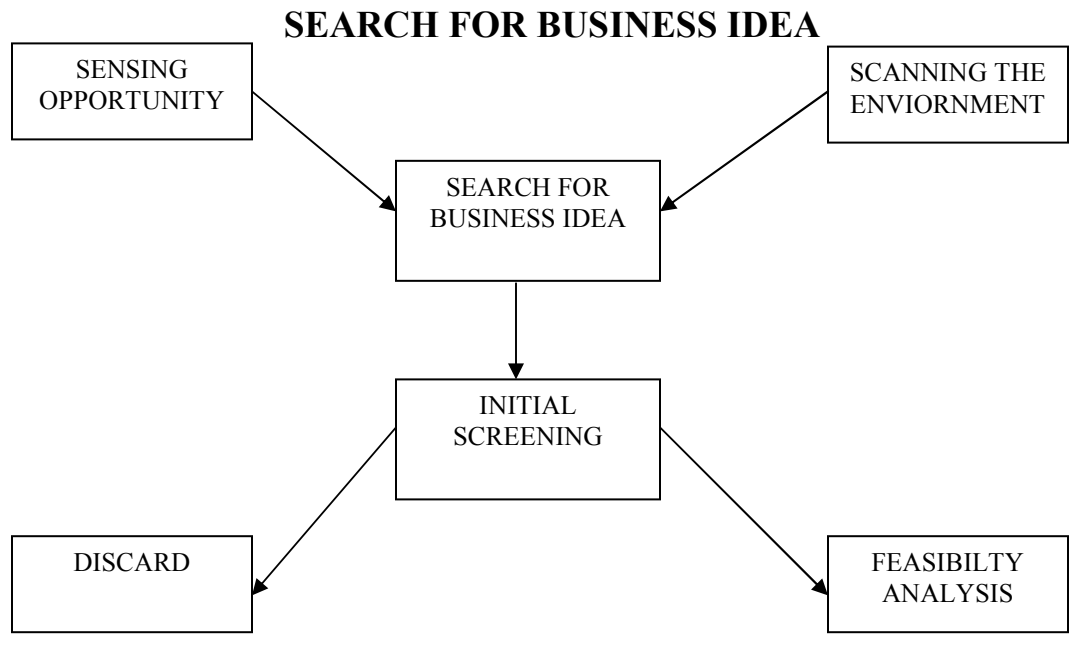 SEARCH FOR BUSINESS IDEA
SENSING
OPPORTUNITY
SCANNING THE
ENVIORNMENT
SEARCH FOR
BUSINESS IDEA
INITIAL
SCREENING
DISCARD
FEASIBILTY
ANALYSIS